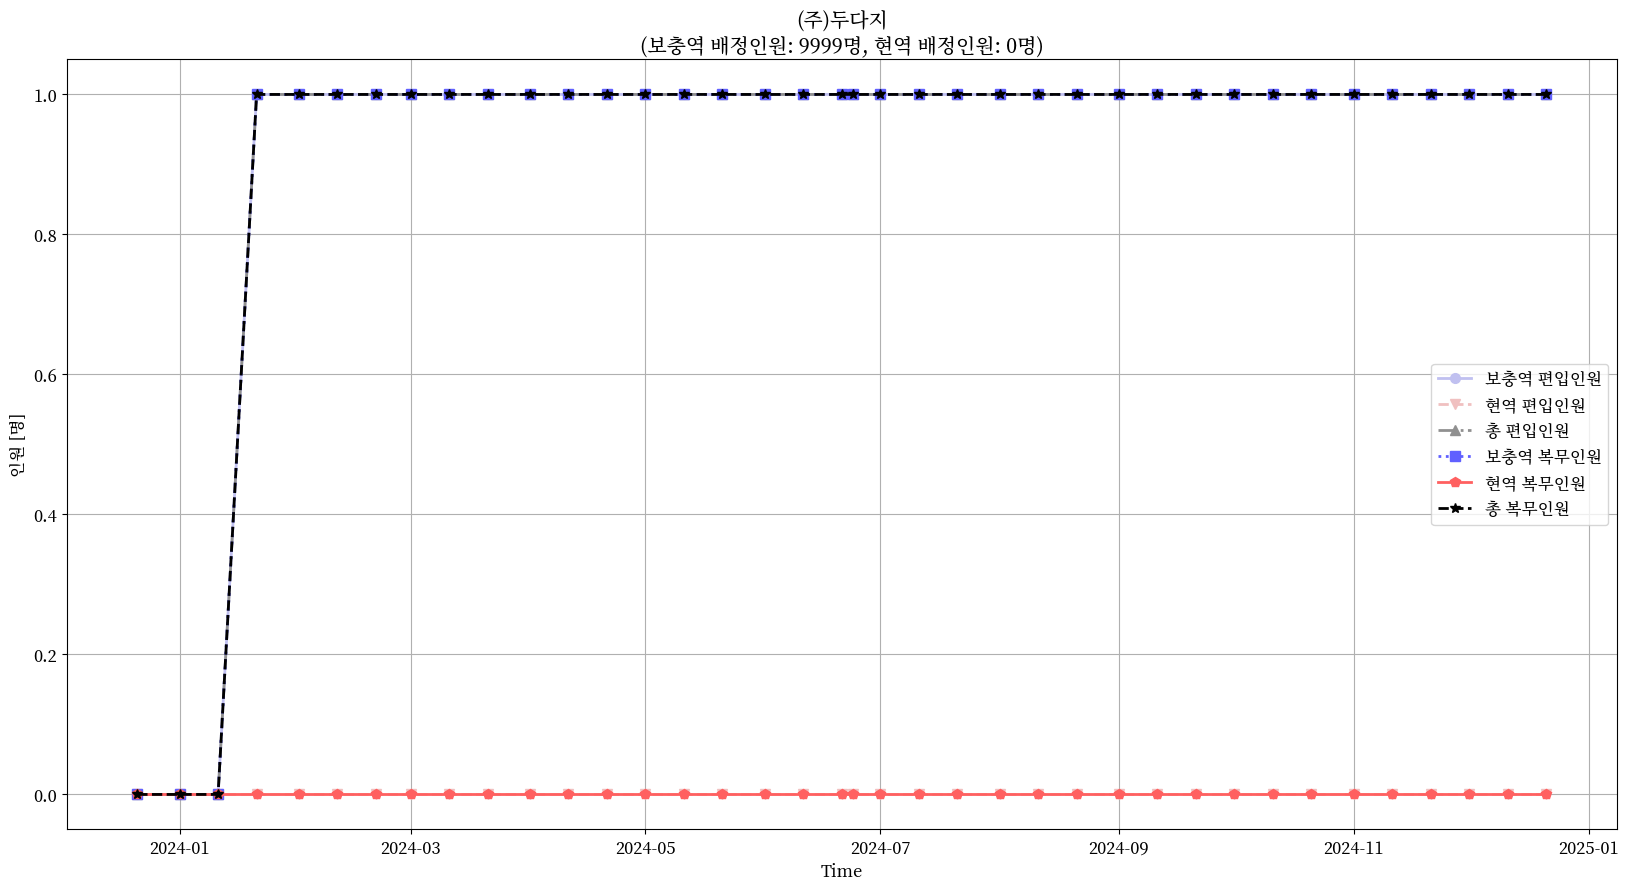 (주)두다지
(보충역 배정인원: 9999명, 현역 배정인원: 0명)
인원 [명]
1.0
0.8
0.6
0.4
0.2
0.0
보충역 편입인원
현역 편입인원
총 편입인원
보충역 복무인원
현역 복무인원
총 복무인원
2024-01
2024-03
2024-05
2024-07
2024-09
2024-11
2025-01
Time